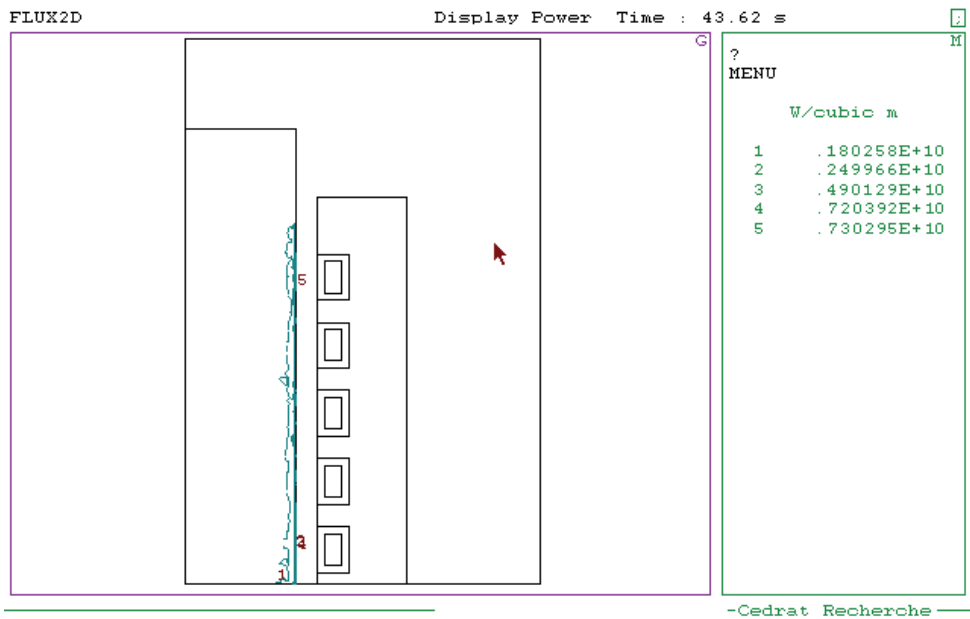 FLUX2D Display Power Time : 43.62 s ;
G
M
?
MENU
W/cubic m
1 .180258E+10
2 .249966E+10
3 .490129E+10
4 .720392E+10
5 .730295E+10
5
1
-Cedrat Recherche